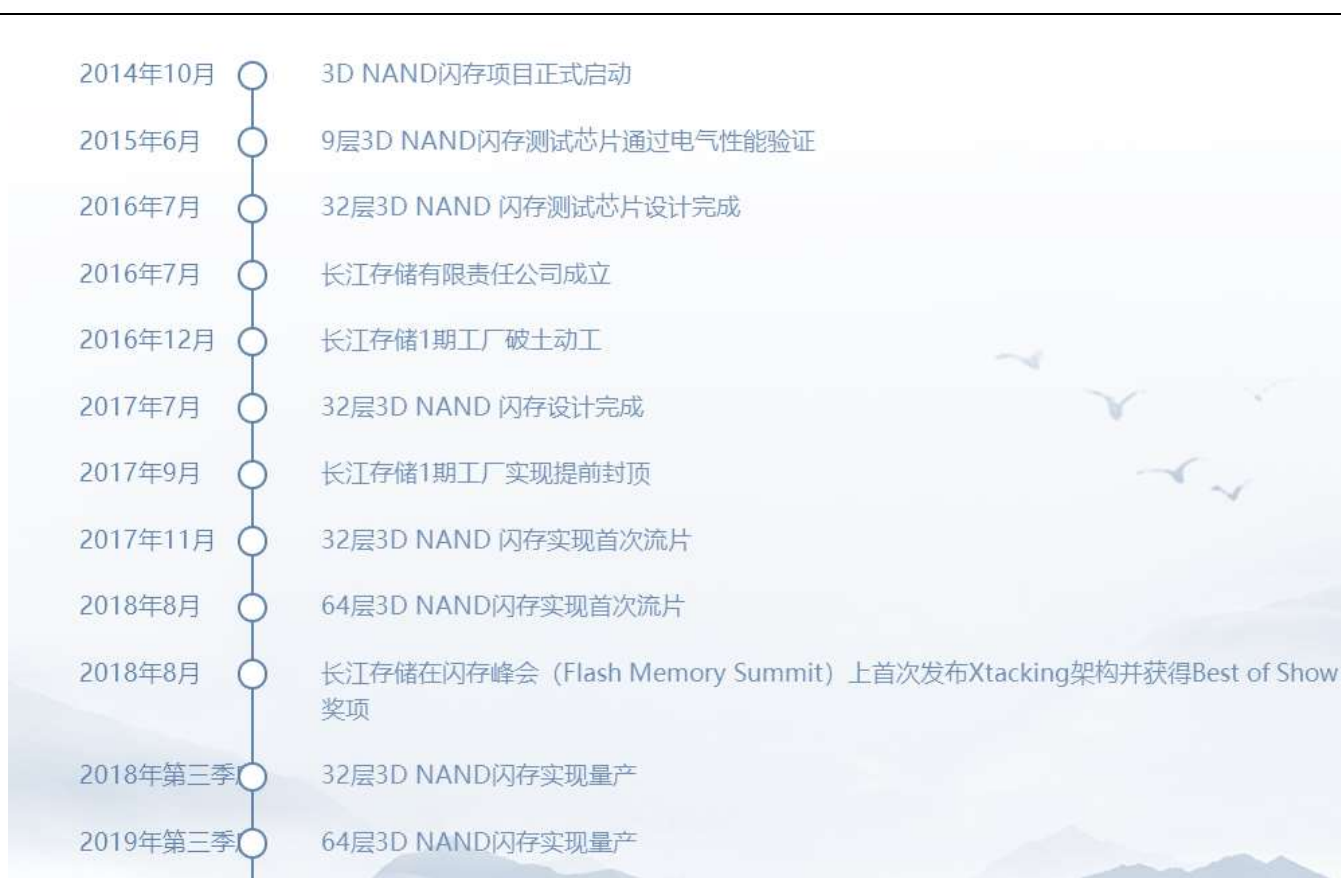 2014年10月 3D NAND闪存项目正式启动
2015年6月 9层3D NAND闪存测试芯片通过电气性能验证
2016年7月 32层3D NAND 闪存测试芯片设计完成
2016年7月 长江存储有限责任公司成立
2016年12月 长江存储1期工厂破土动工
2017年7月 32层3D NAND 闪存设计完成
2017年9月 长江存储1期工厂实现提前封顶
2017年11月 32层3D NAND 闪存实现首次流片
2018年8月 64层3D NAND闪存实现首次流片
2018年8月 长江存储在闪存峰会（Flash Memory Summit）上首次发布Xtacking架构并获得Best of Show
奖项
2018年第三季 32层3D NAND闪存实现量产
2019年第三季 64层3D NAND闪存实现量产